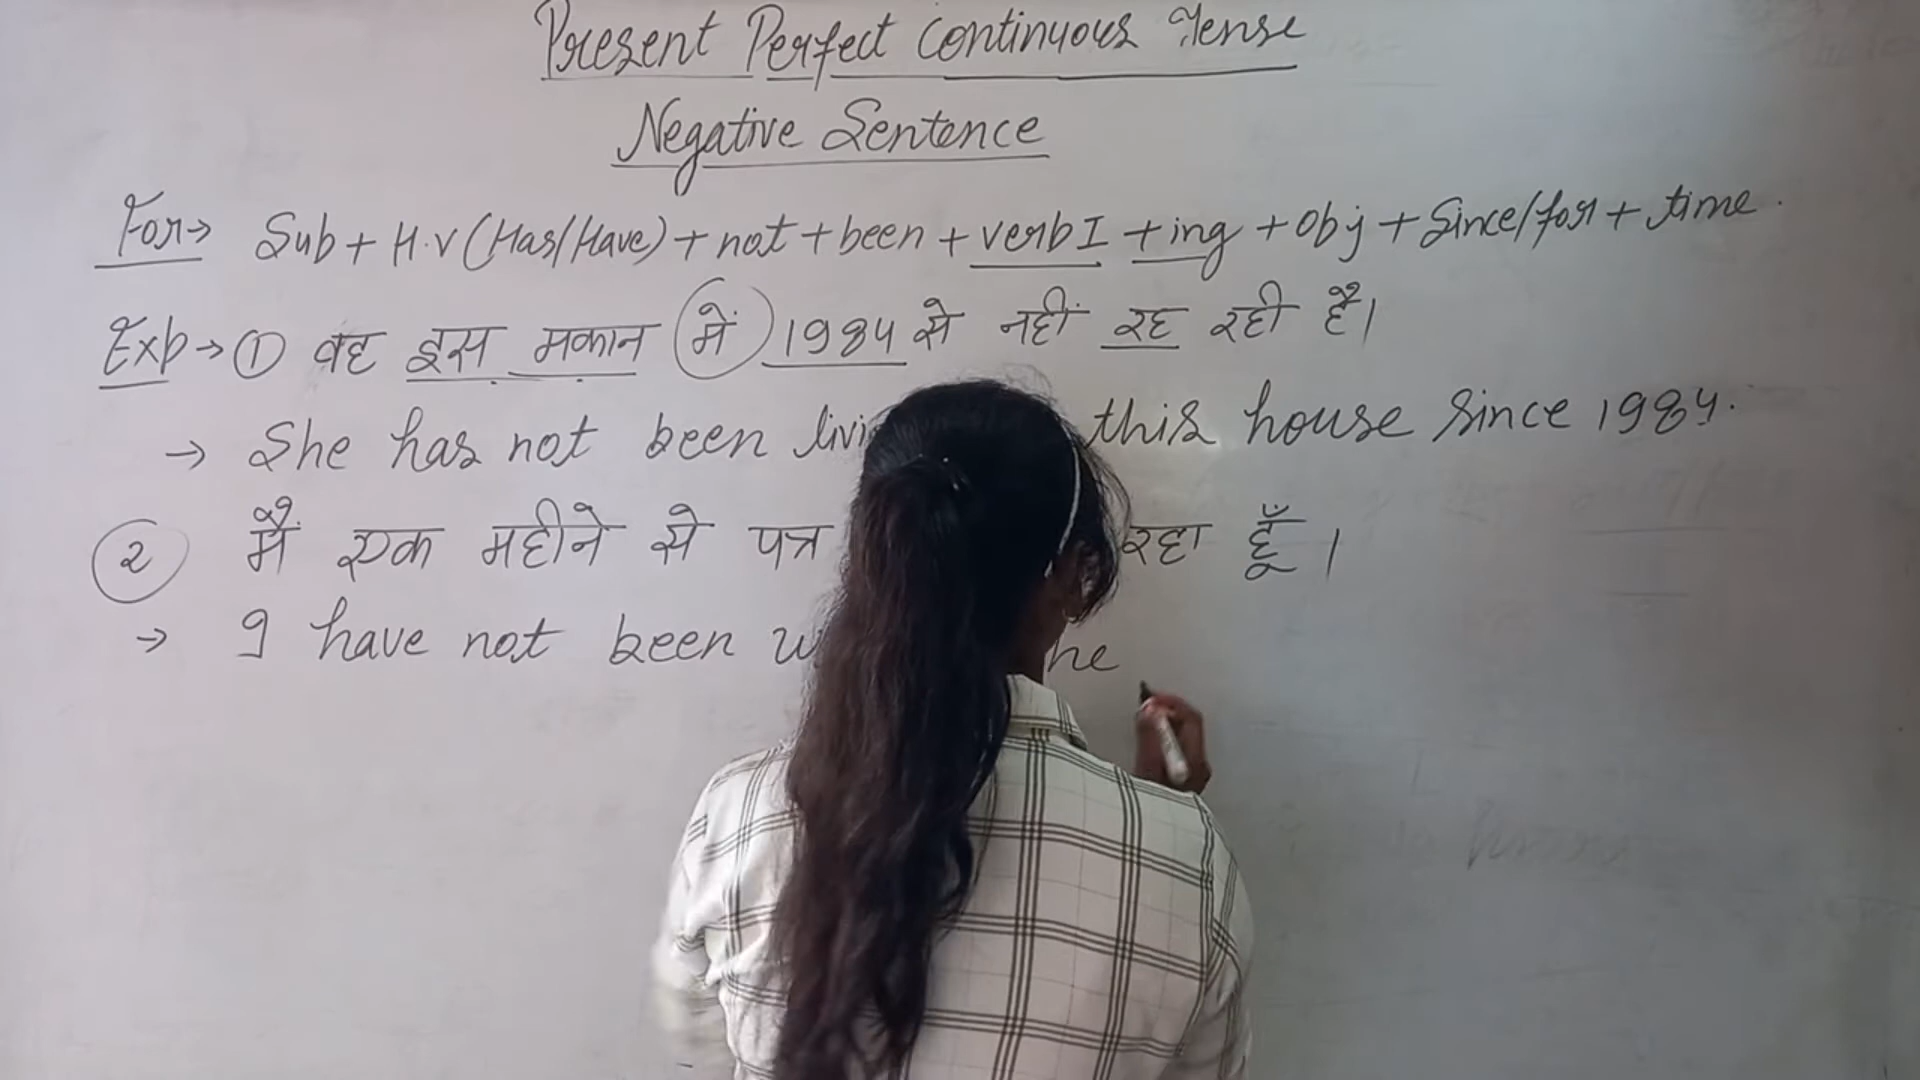 Present Perfect Continuous Tense
Negative Sentence
For→ Sub + H.V (Has/Have) + not + been + verb I + ing + Obj + Since/for + time.
Exp→ ① वह इस मकान में 1984 से नहीं रह रही है।
→ She has not been this house since 1984.
२ मैं एक महीने से पत्र रहा हूँ।
→ I have not been